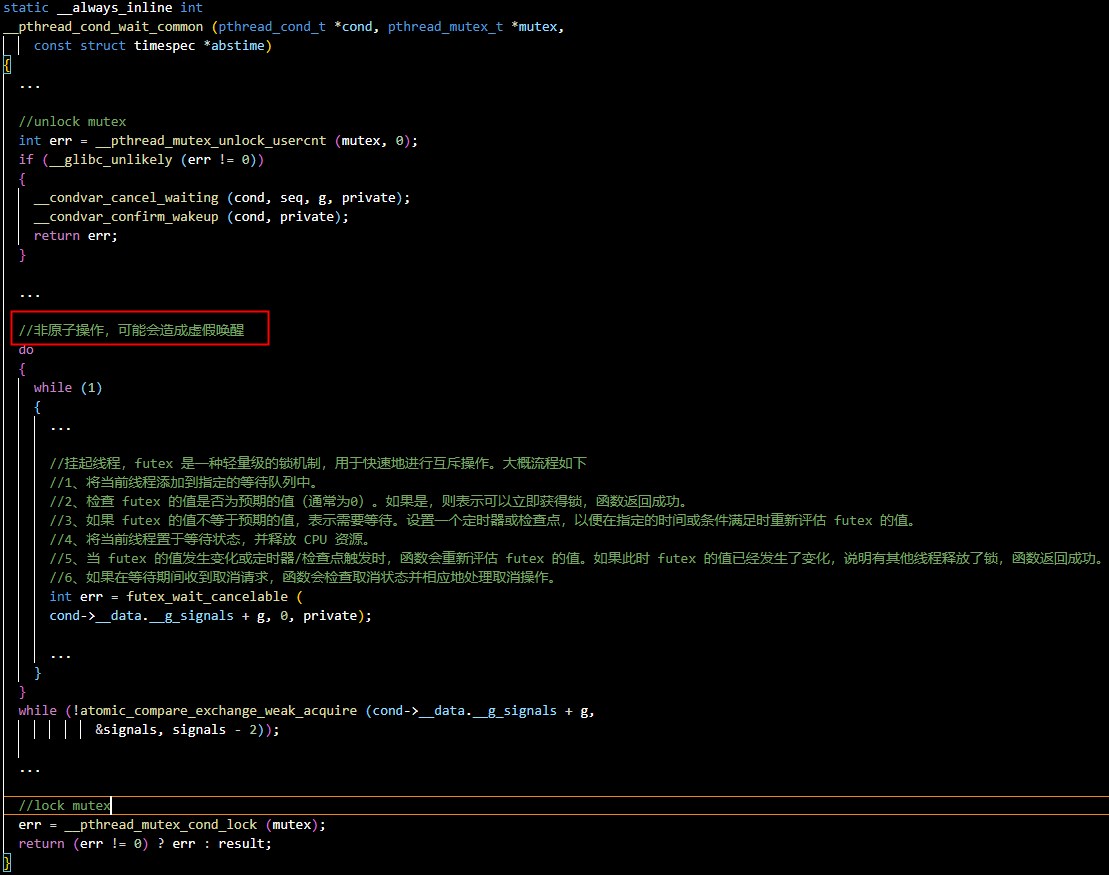 static __always_inline int
__pthread_cond_wait_common (pthread_cond_t *cond, pthread_mutex_t *mutex,
const struct timespec *abstime)
{
...
//unlock mutex
int err = __pthread_mutex_unlock_usercnt (mutex, 0);
if (__glibc_unlikely (err != 0))
{
__condvar_cancel_waiting (cond, seq, g, private);
__condvar_confirm_wakeup (cond, private);
return err;
}
...
//非原子操作，可能会造成虚假唤醒
do
{
while (1)
{
...
//挂起线程，futex 是一种轻量级的锁机制，用于快速地进行互斥操作。大概流程如下
//1、将当前线程添加到指定的等待队列中。
//2、检查 futex 的值是否为预期的值（通常为0）。如果是，则表示可以立即获得锁，函数返回成功。
//3、如果 futex 的值不等于预期的值，表示需要等待。设置一个定时器或检查点，以便在指定的时间或条件满足时重新评估 futex 的值。
//4、将当前线程置于等待状态，并释放 CPU 资源。
//5、当 futex 的值发生变化或定时器/检查点触发时，函数会重新评估 futex 的值。如果此时 futex 的值已经发生了变化，说明有其他线程释放了锁，函数返回成功。
//6、如果在等待期间收到取消请求，函数会检查取消状态并相应地处理取消操作。
int err = futex_wait_cancelable (
cond->__data.__g_signals + g, 0, private);
...
}
}
while (!atomic_compare_exchange_weak_acquire (cond->__data.__g_signals + g,
&signals, signals - 2));
...
//lock mutex
err = __pthread_mutex_cond_lock (mutex);
return (err != 0) ? err : result;
}